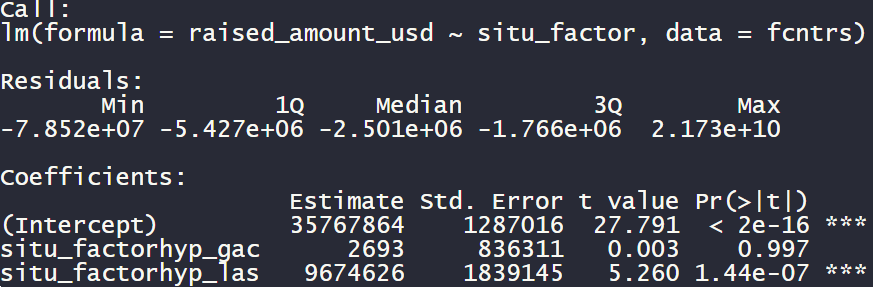 Call:
lm(formula = raised_amount_usd ~ situ_factor, data = fcntrs)
Residuals:
Min 1Q Median 3Q Max
-7.852e+07 -5.427e+06 -2.501e+06 -1.766e+06 2.173e+10
Coefficients:
Estimate Std. Error t value Pr(>|t|)
(Intercept) 35767864 1287016 27.791 < 2e-16 ***
situ_factorhyp_gac 2693 836311 0.003 0.997
situ_factorhyp_las 9674626 1839145 5.260 1.44e-07 ***